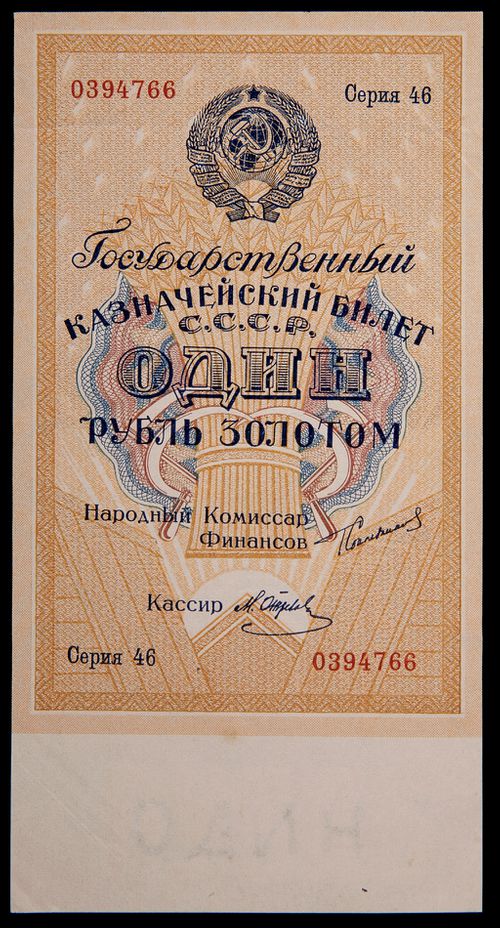 0394766 Серия 46
Государственный
КАЗНАЧЕЙСКИЙ БИЛЕТ
С.С.С.Р.
ОДИН
РУБЛЬ ЗОЛОТОМ
Народный Комиссар
Финансов
Кассир
Серия 46 0394766